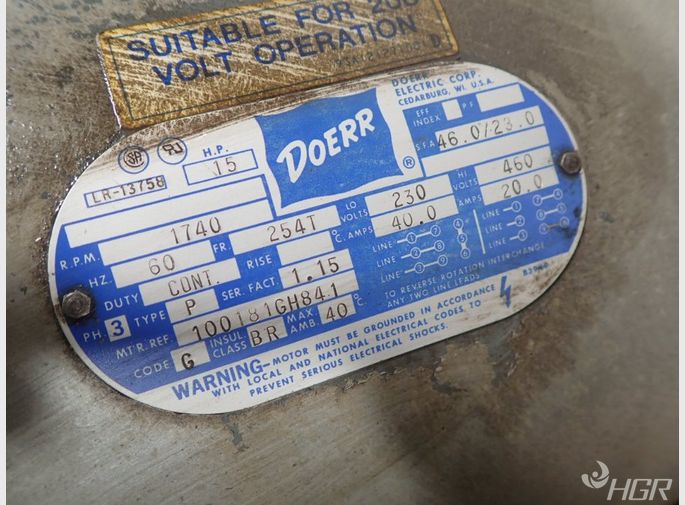 SUITABLE FOR
VOLT OPERATION
DOERR
ELECTRIC CORP.
CEDARBURG, WI. U.S.A.
DOERR ®
EFF INDEX P F
S.F.A. 46.0/23.0
LR-13758
H.P. 15
R.P.M. 1740 FR. 254T LO VOLTS 230 HI VOLTS 460
HZ. 60 RISE °C. AMPS 40.0 AMPS 20.0
DUTY CONT. SER. FACT. 1.15
PH 3 TYPE P
LINE 1 7 LINE 1
LINE LINE
LINE LINE
MT'R. REF. 100181GH841
CODE G INSUL CLASS BR MAX AMB. 40 °C
TO REVERSE ROTATION INTERCHANGE
ANY TWO LINE LEADS.
WARNING–MOTOR MUST BE GROUNDED IN ACCORDANCE
WITH LOCAL AND NATIONAL ELECTRICAL CODES, TO
PREVENT SERIOUS ELECTRICAL SHOCKS.
HGR